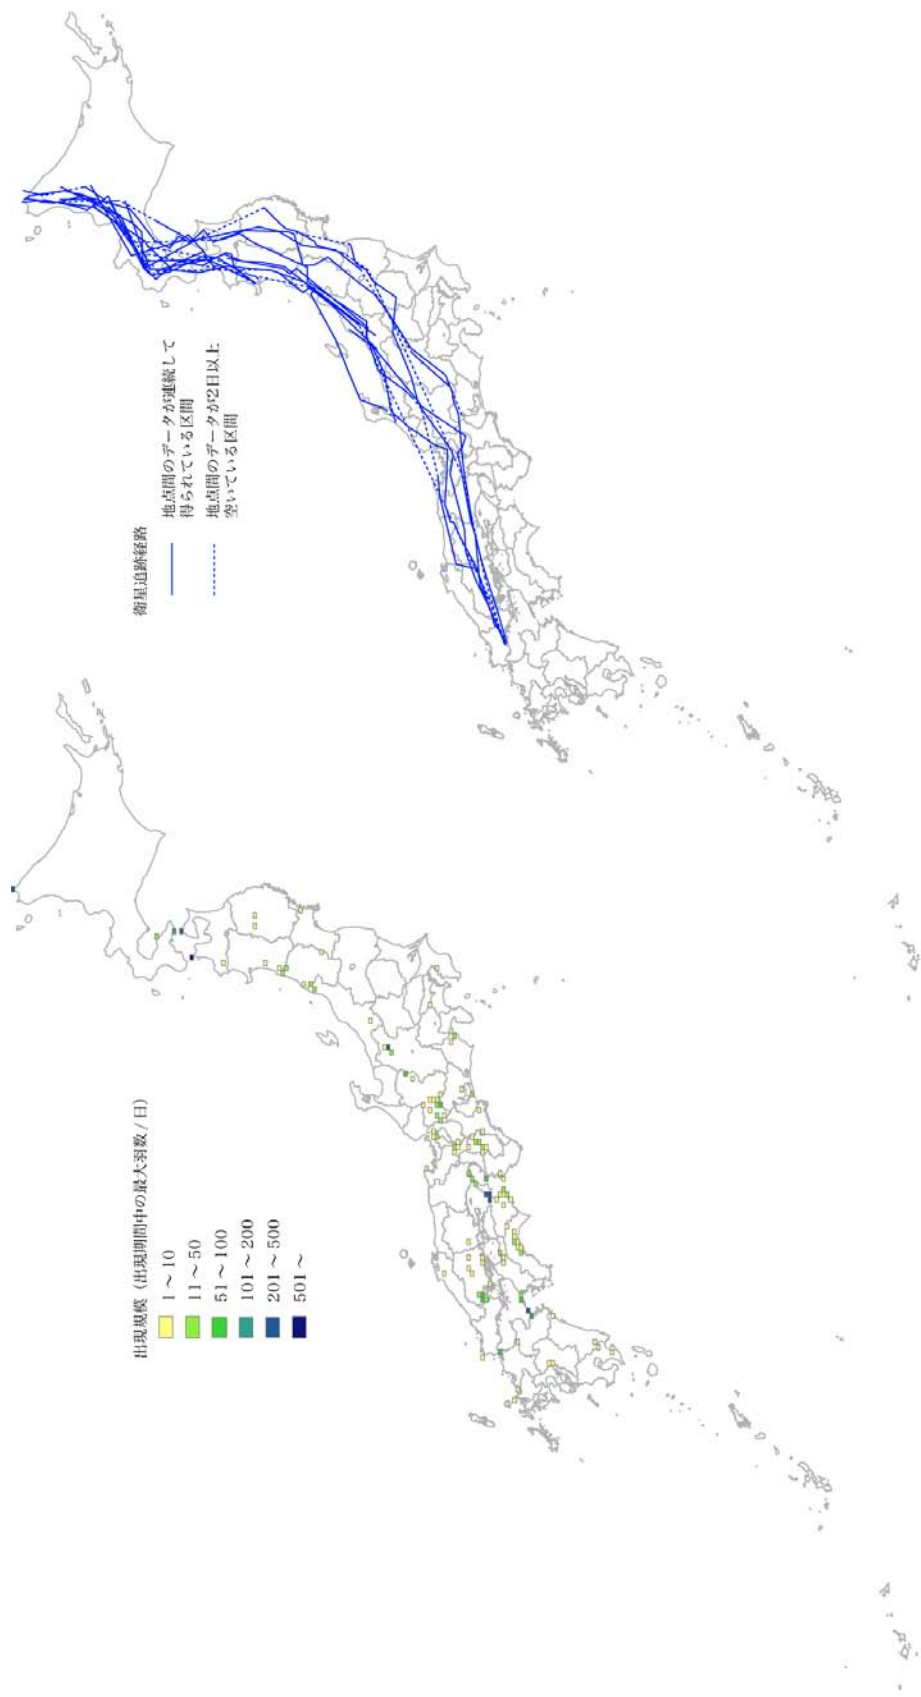 出現規模（出現期間中の最大羽数/日）
1～10
11～50
51～100
101～200
201～500
501～
衛星追跡経路
地点間のデータが連続して
得られている区間
地点間のデータが2日以上
空いている区間